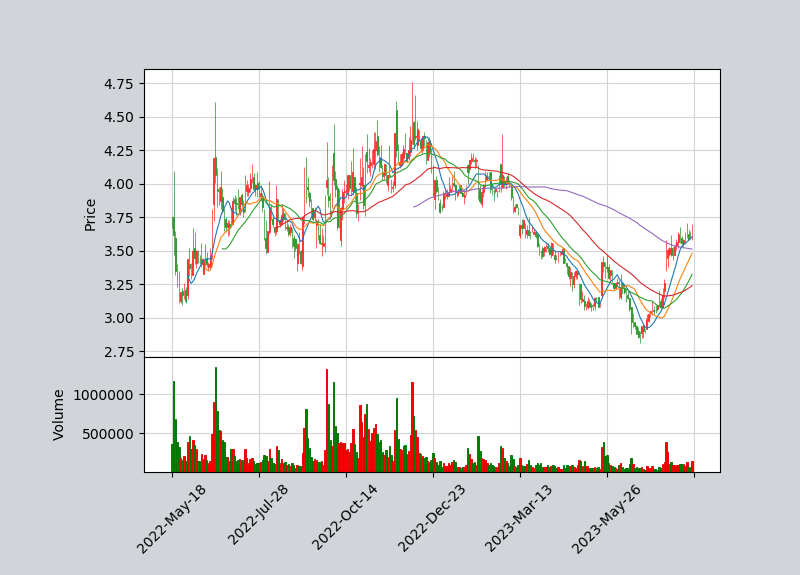 Price
4.75
4.50
4.25
4.00
3.75
3.50
3.25
3.00
2.75
Volume
1000000
500000
2022-May-18
2022-Jul-28
2022-Oct-14
2022-Dec-23
2023-Mar-13
2023-May-26